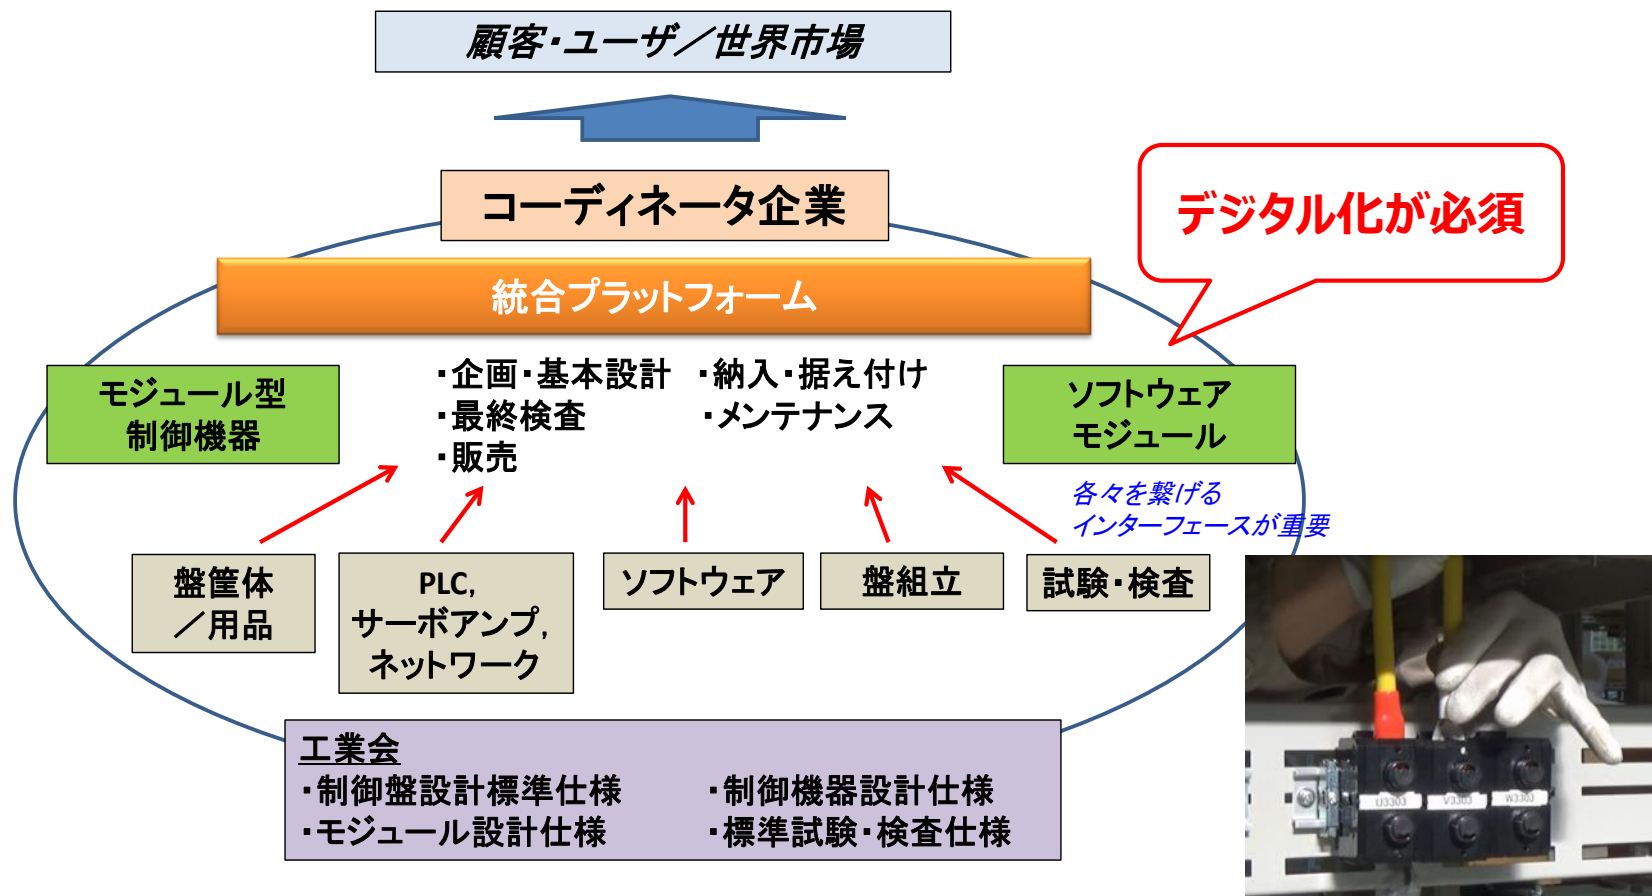 顧客・ユーザ／世界市場
コーディネータ企業
デジタル化が必須
統合プラットフォーム
モジュール型
制御機器
・企画・基本設計
・最終検査
・販売
・納入・据え付け
・メンテナンス
ソフトウェア
モジュール
各々を繋げる
インターフェースが重要
盤筐体
／用品
PLC,
サーボアンプ,
ネットワーク
ソフトウェア
盤組立
試験・検査
工業会
・制御盤設計標準仕様
・モジュール設計仕様
・制御機器設計仕様
・標準試験・検査仕様
U3303
V3303
W3303